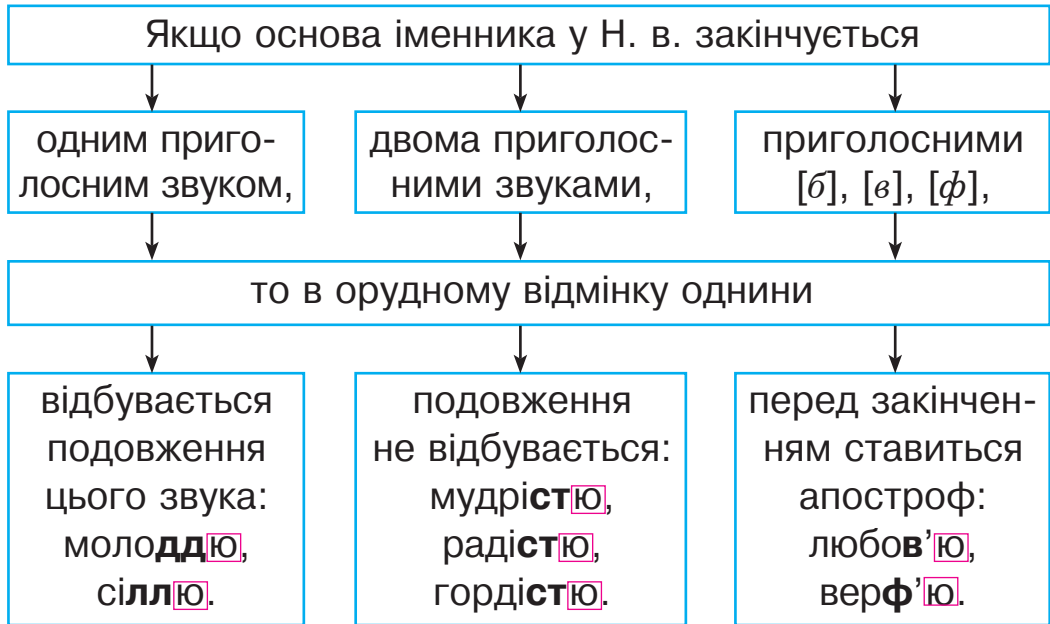 Якщо основа іменника у Н. в. закінчується
одним приго-
лосним звуком,
двома приголос-
ними звуками,
приголосними
[б], [в], [ф],
то в орудному відмінку однини
відбувається
подовження
цього звука:
молоддю,
сіллю.
подовження
не відбувається:
мудрістю,
радістю,
гордістю.
перед закінчен-
ням ставиться
апостроф:
любов’ю,
верф’ю.